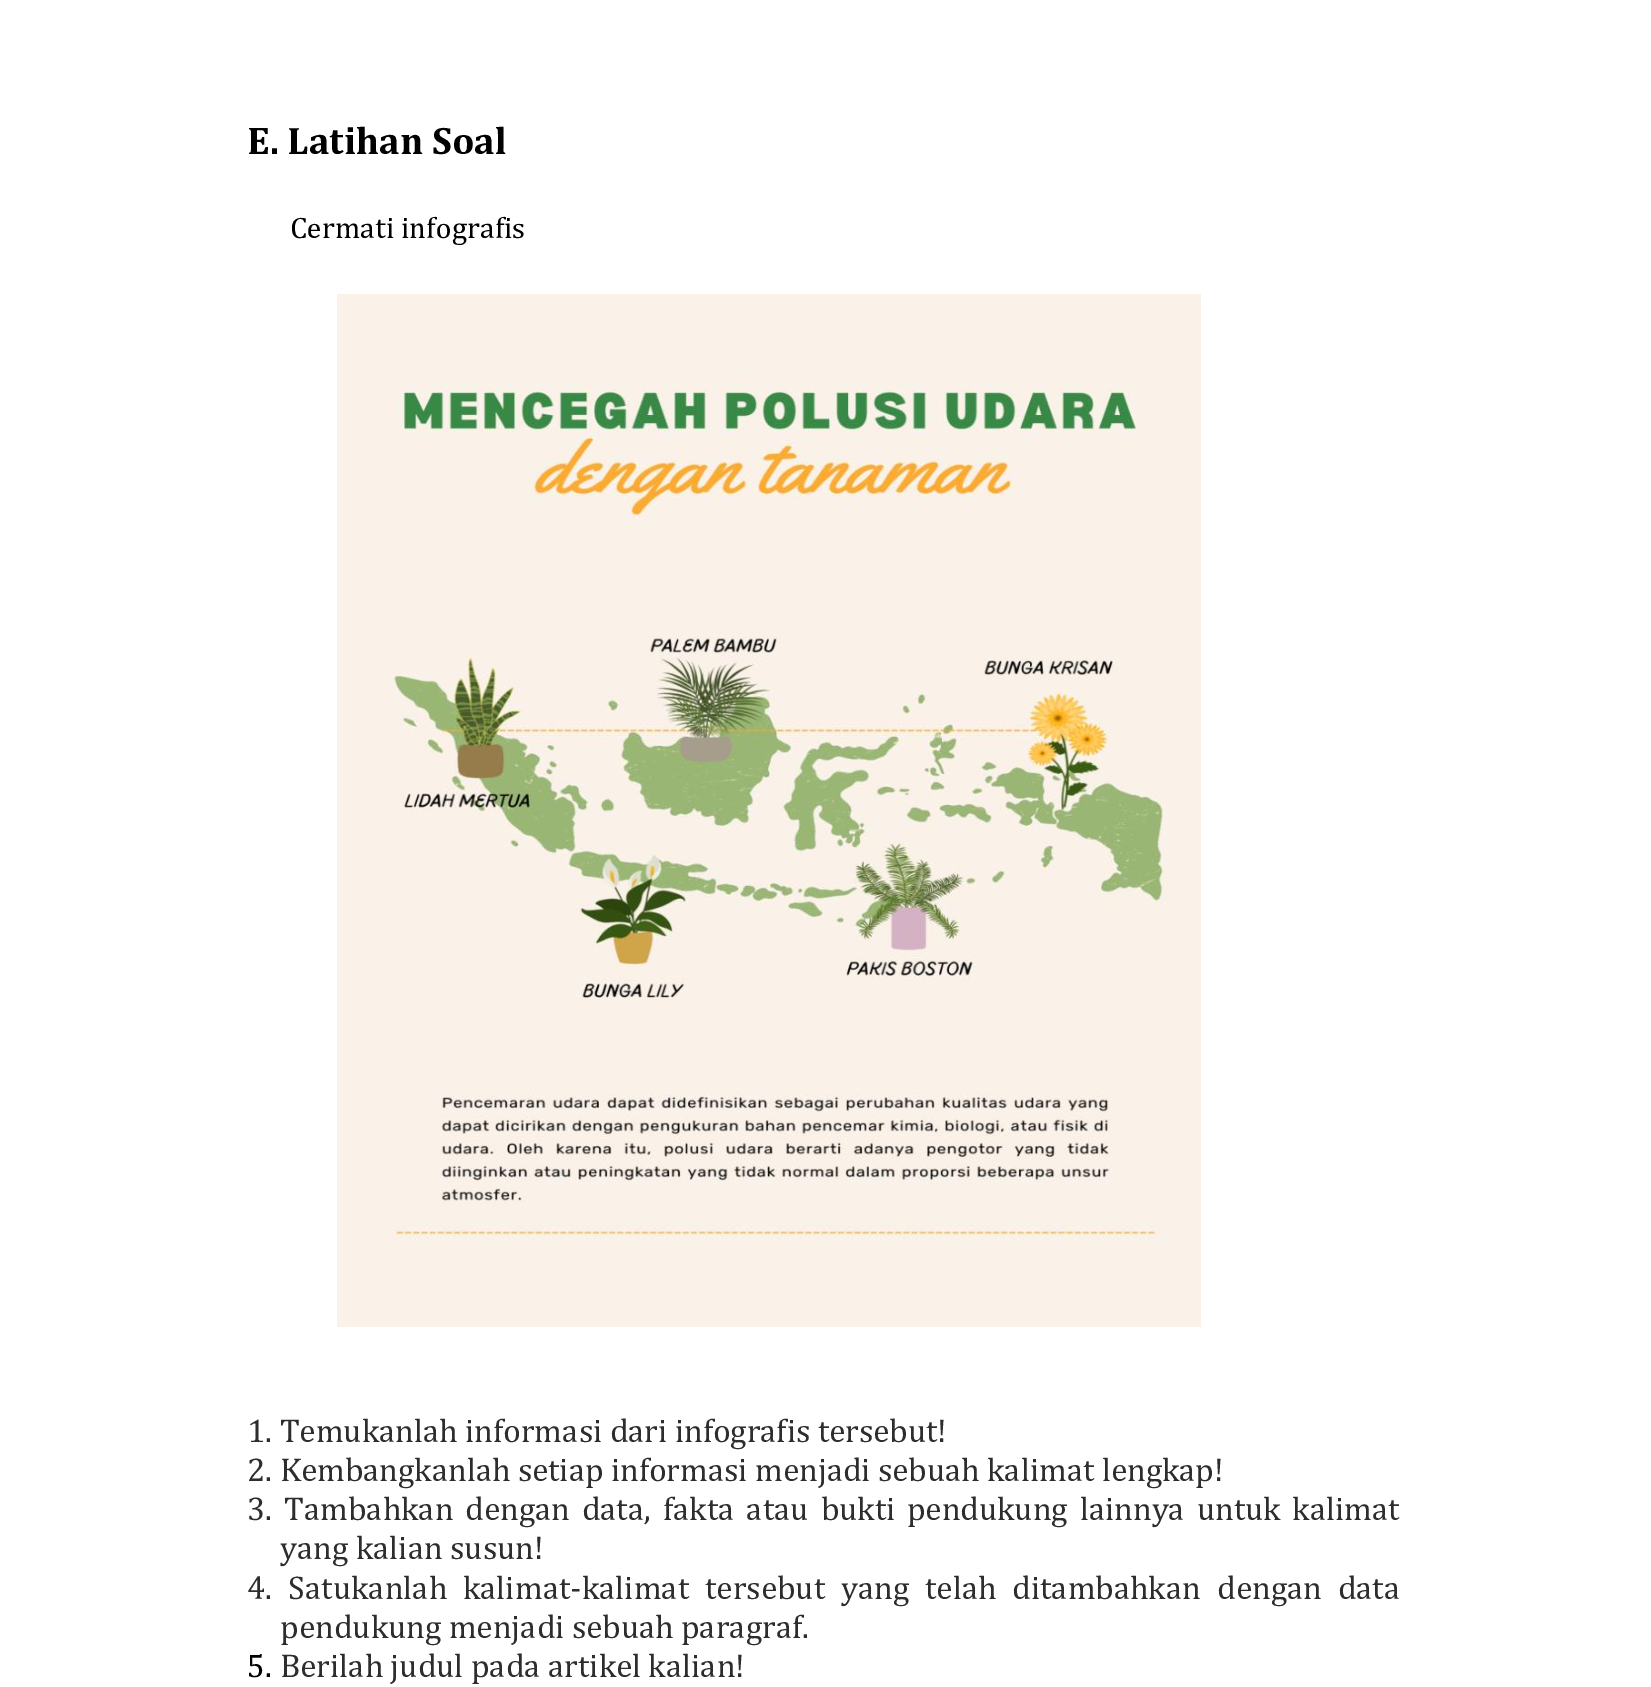 E. Latihan Soal
Cermati infografis
MENCEGAH POLUSI UDARA
dengan tanaman
PALEM BAMBU
BUNGA KRISAN
LIDAH MERTUA
PAKIS BOSTON
BUNGA LILY
Pencemaran udara dapat didefinisikan sebagai perubahan kualitas udara yang
dapat dicirikan dengan pengukuran bahan pencemar kimia, biologi, atau fisik di
udara. Oleh karena itu, polusi udara berarti adanya pengotor yang tidak
diinginkan atau peningkatan yang tidak normal dalam proporsi beberapa unsur
atmosfer.
1. Temukanlah informasi dari infografis tersebut!
2. Kembangkanlah setiap informasi menjadi sebuah kalimat lengkap!
3. Tambahkan dengan data, fakta atau bukti pendukung lainnya untuk kalimat
yang kalian susun!
4. Satukanlah kalimat-kalimat tersebut yang telah ditambahkan dengan data
pendukung menjadi sebuah paragraf.
5. Berilah judul pada artikel kalian!